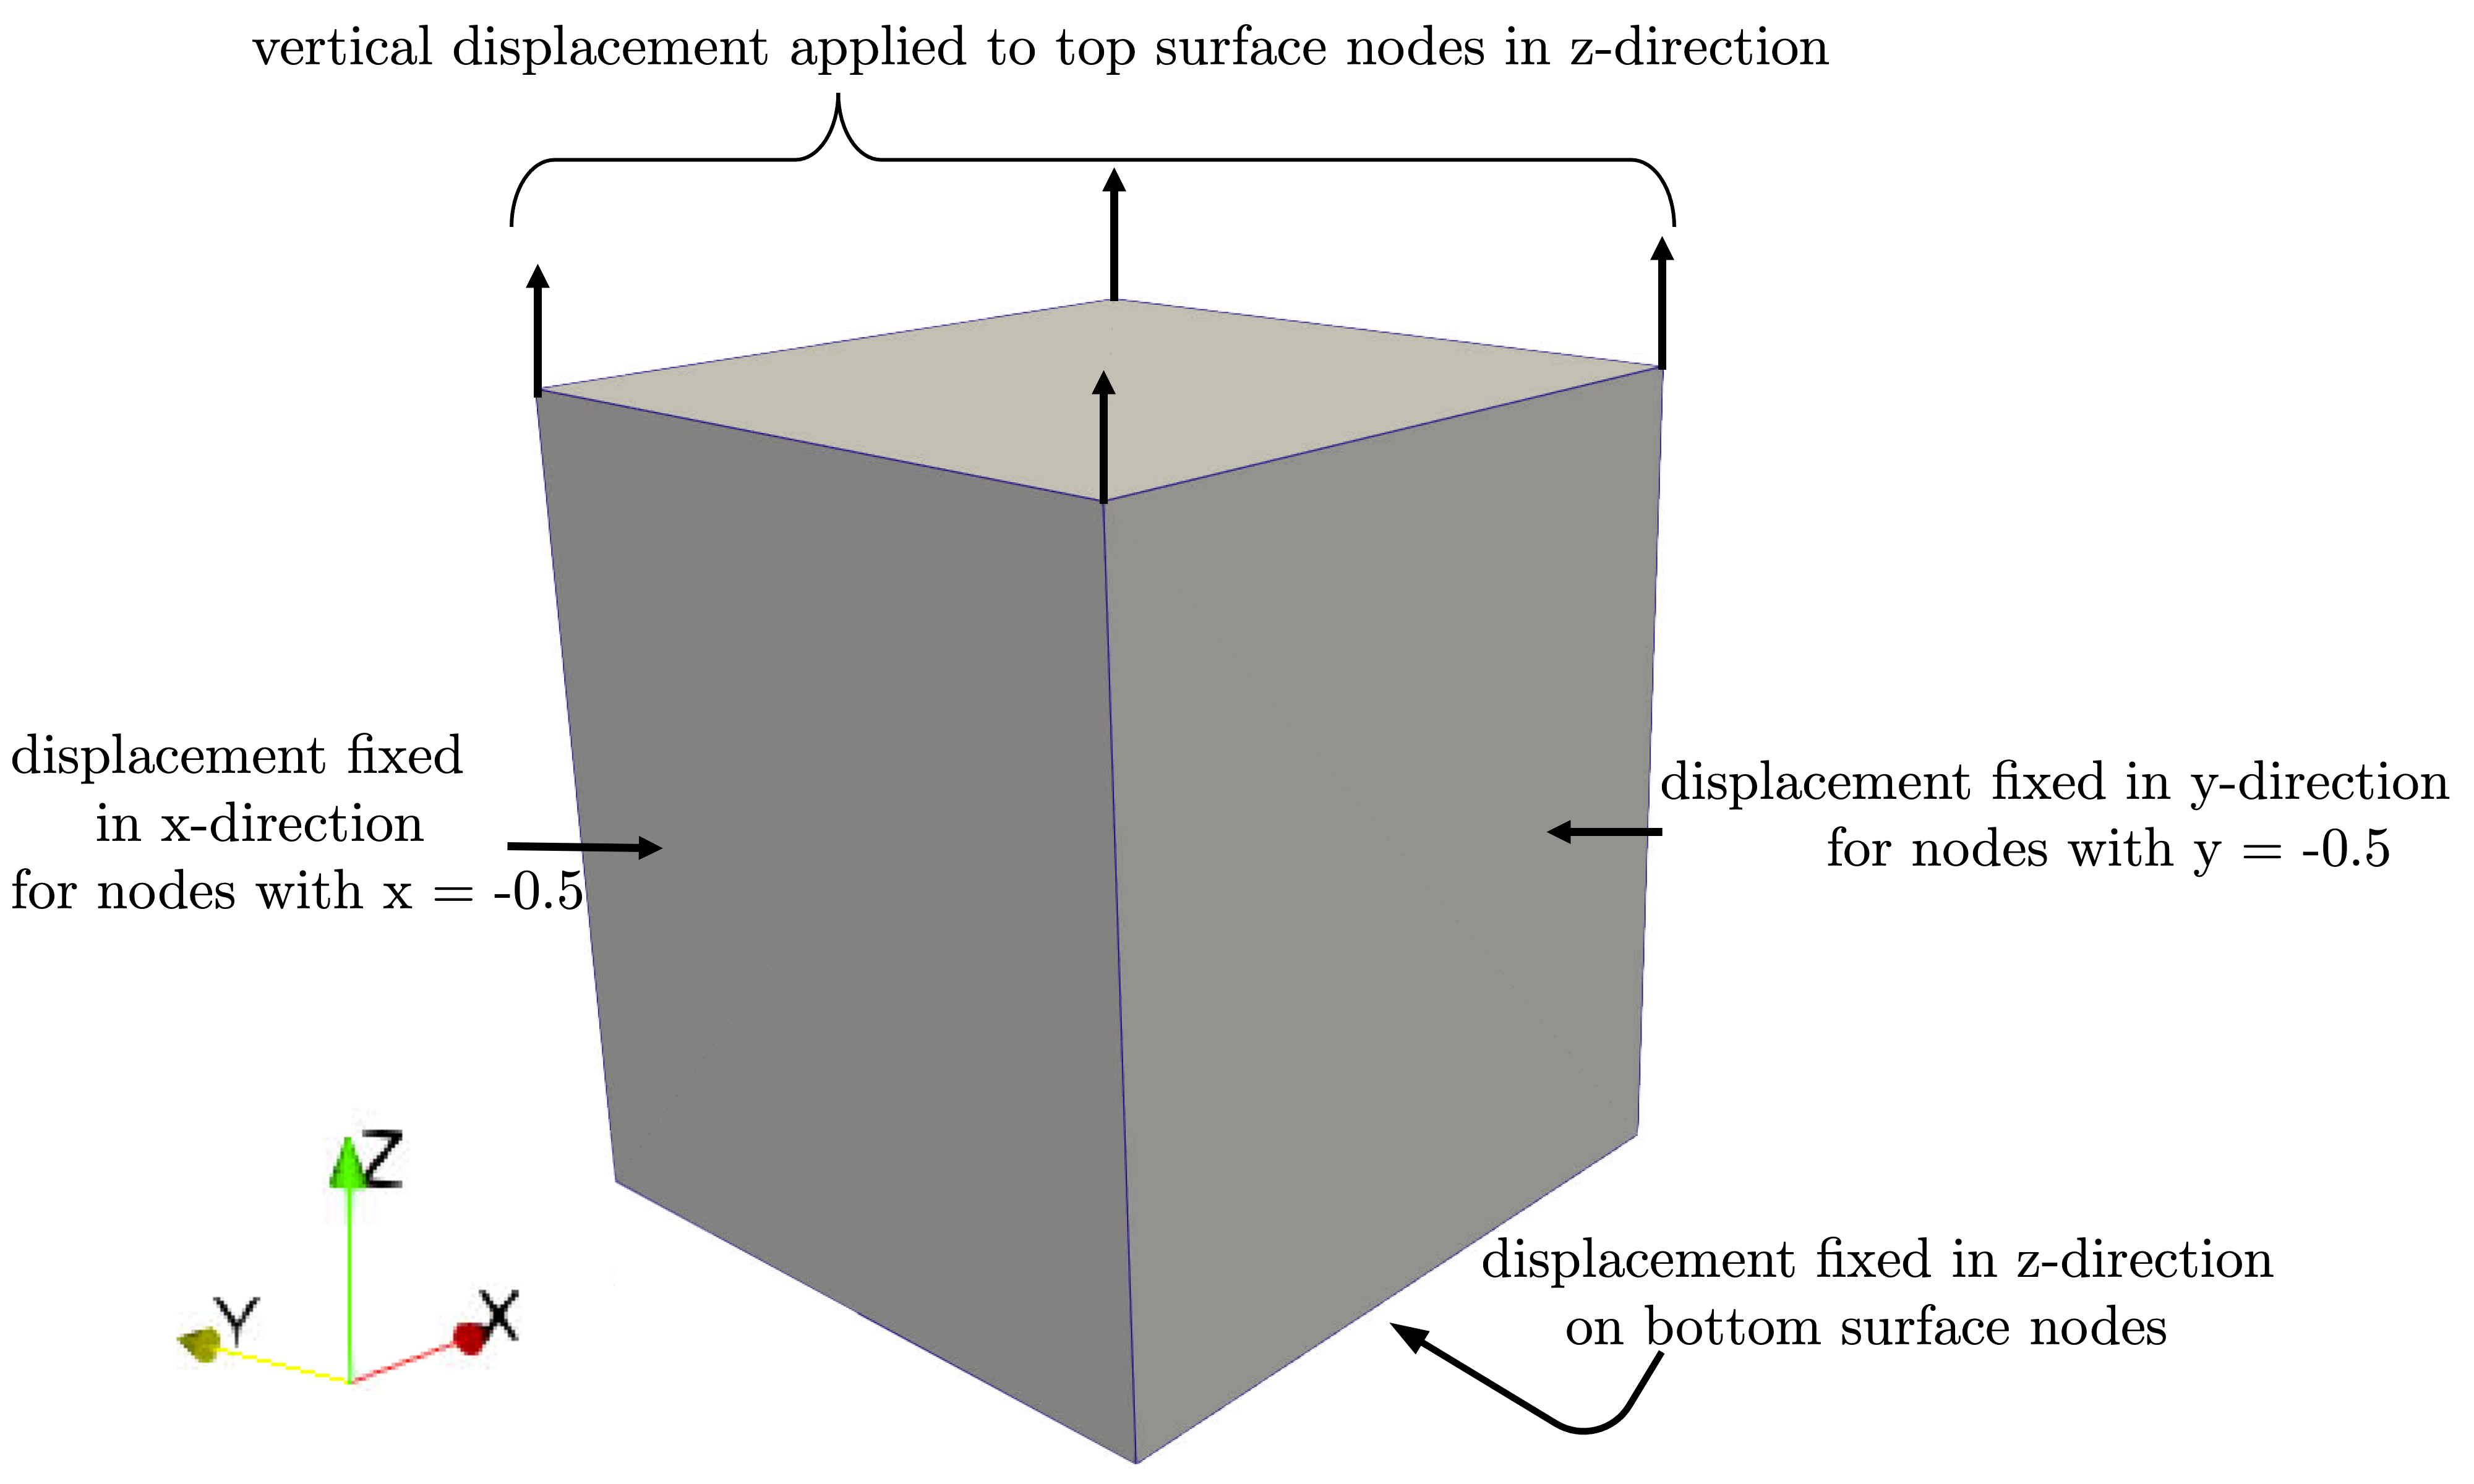 vertical displacement applied to top surface nodes in z-direction
displacement fixed
in x-direction
for nodes with x = -0.5
displacement fixed in y-direction
for nodes with y = -0.5
Z
Y
X
displacement fixed in z-direction
on bottom surface nodes